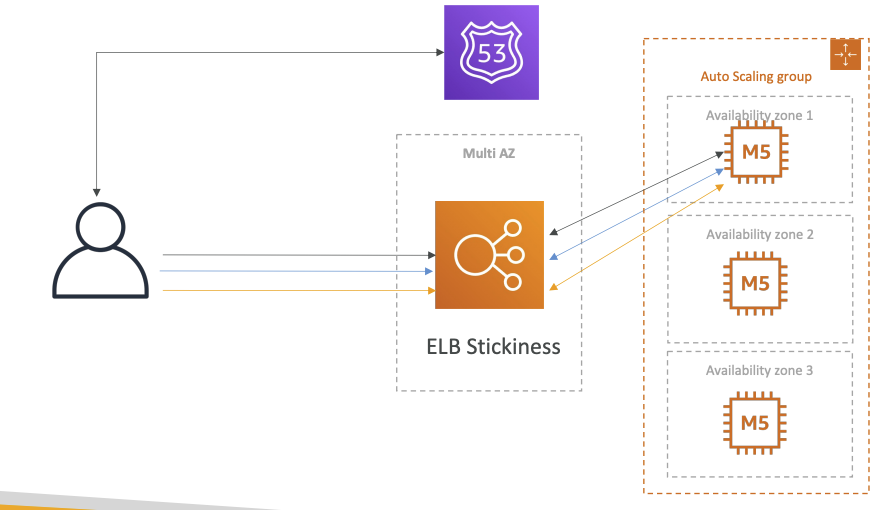 53
Auto Scaling group
Availability zone 1
M5
Multi AZ
Availability zone 2
M5
ELB Stickiness
Availability zone 3
M5